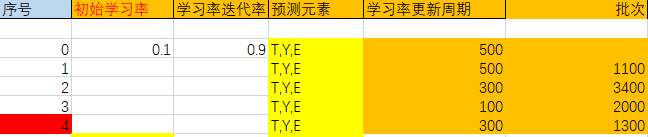 序号 初始学习率 学习率迭代率 预测元素 学习率更新周期 批次
0 0.1 0.9 T,Y,E 500
1 T,Y,E 500 1100
2 T,Y,E 300 3400
3 T,Y,E 100 2000
4 T,Y,E 300 1300